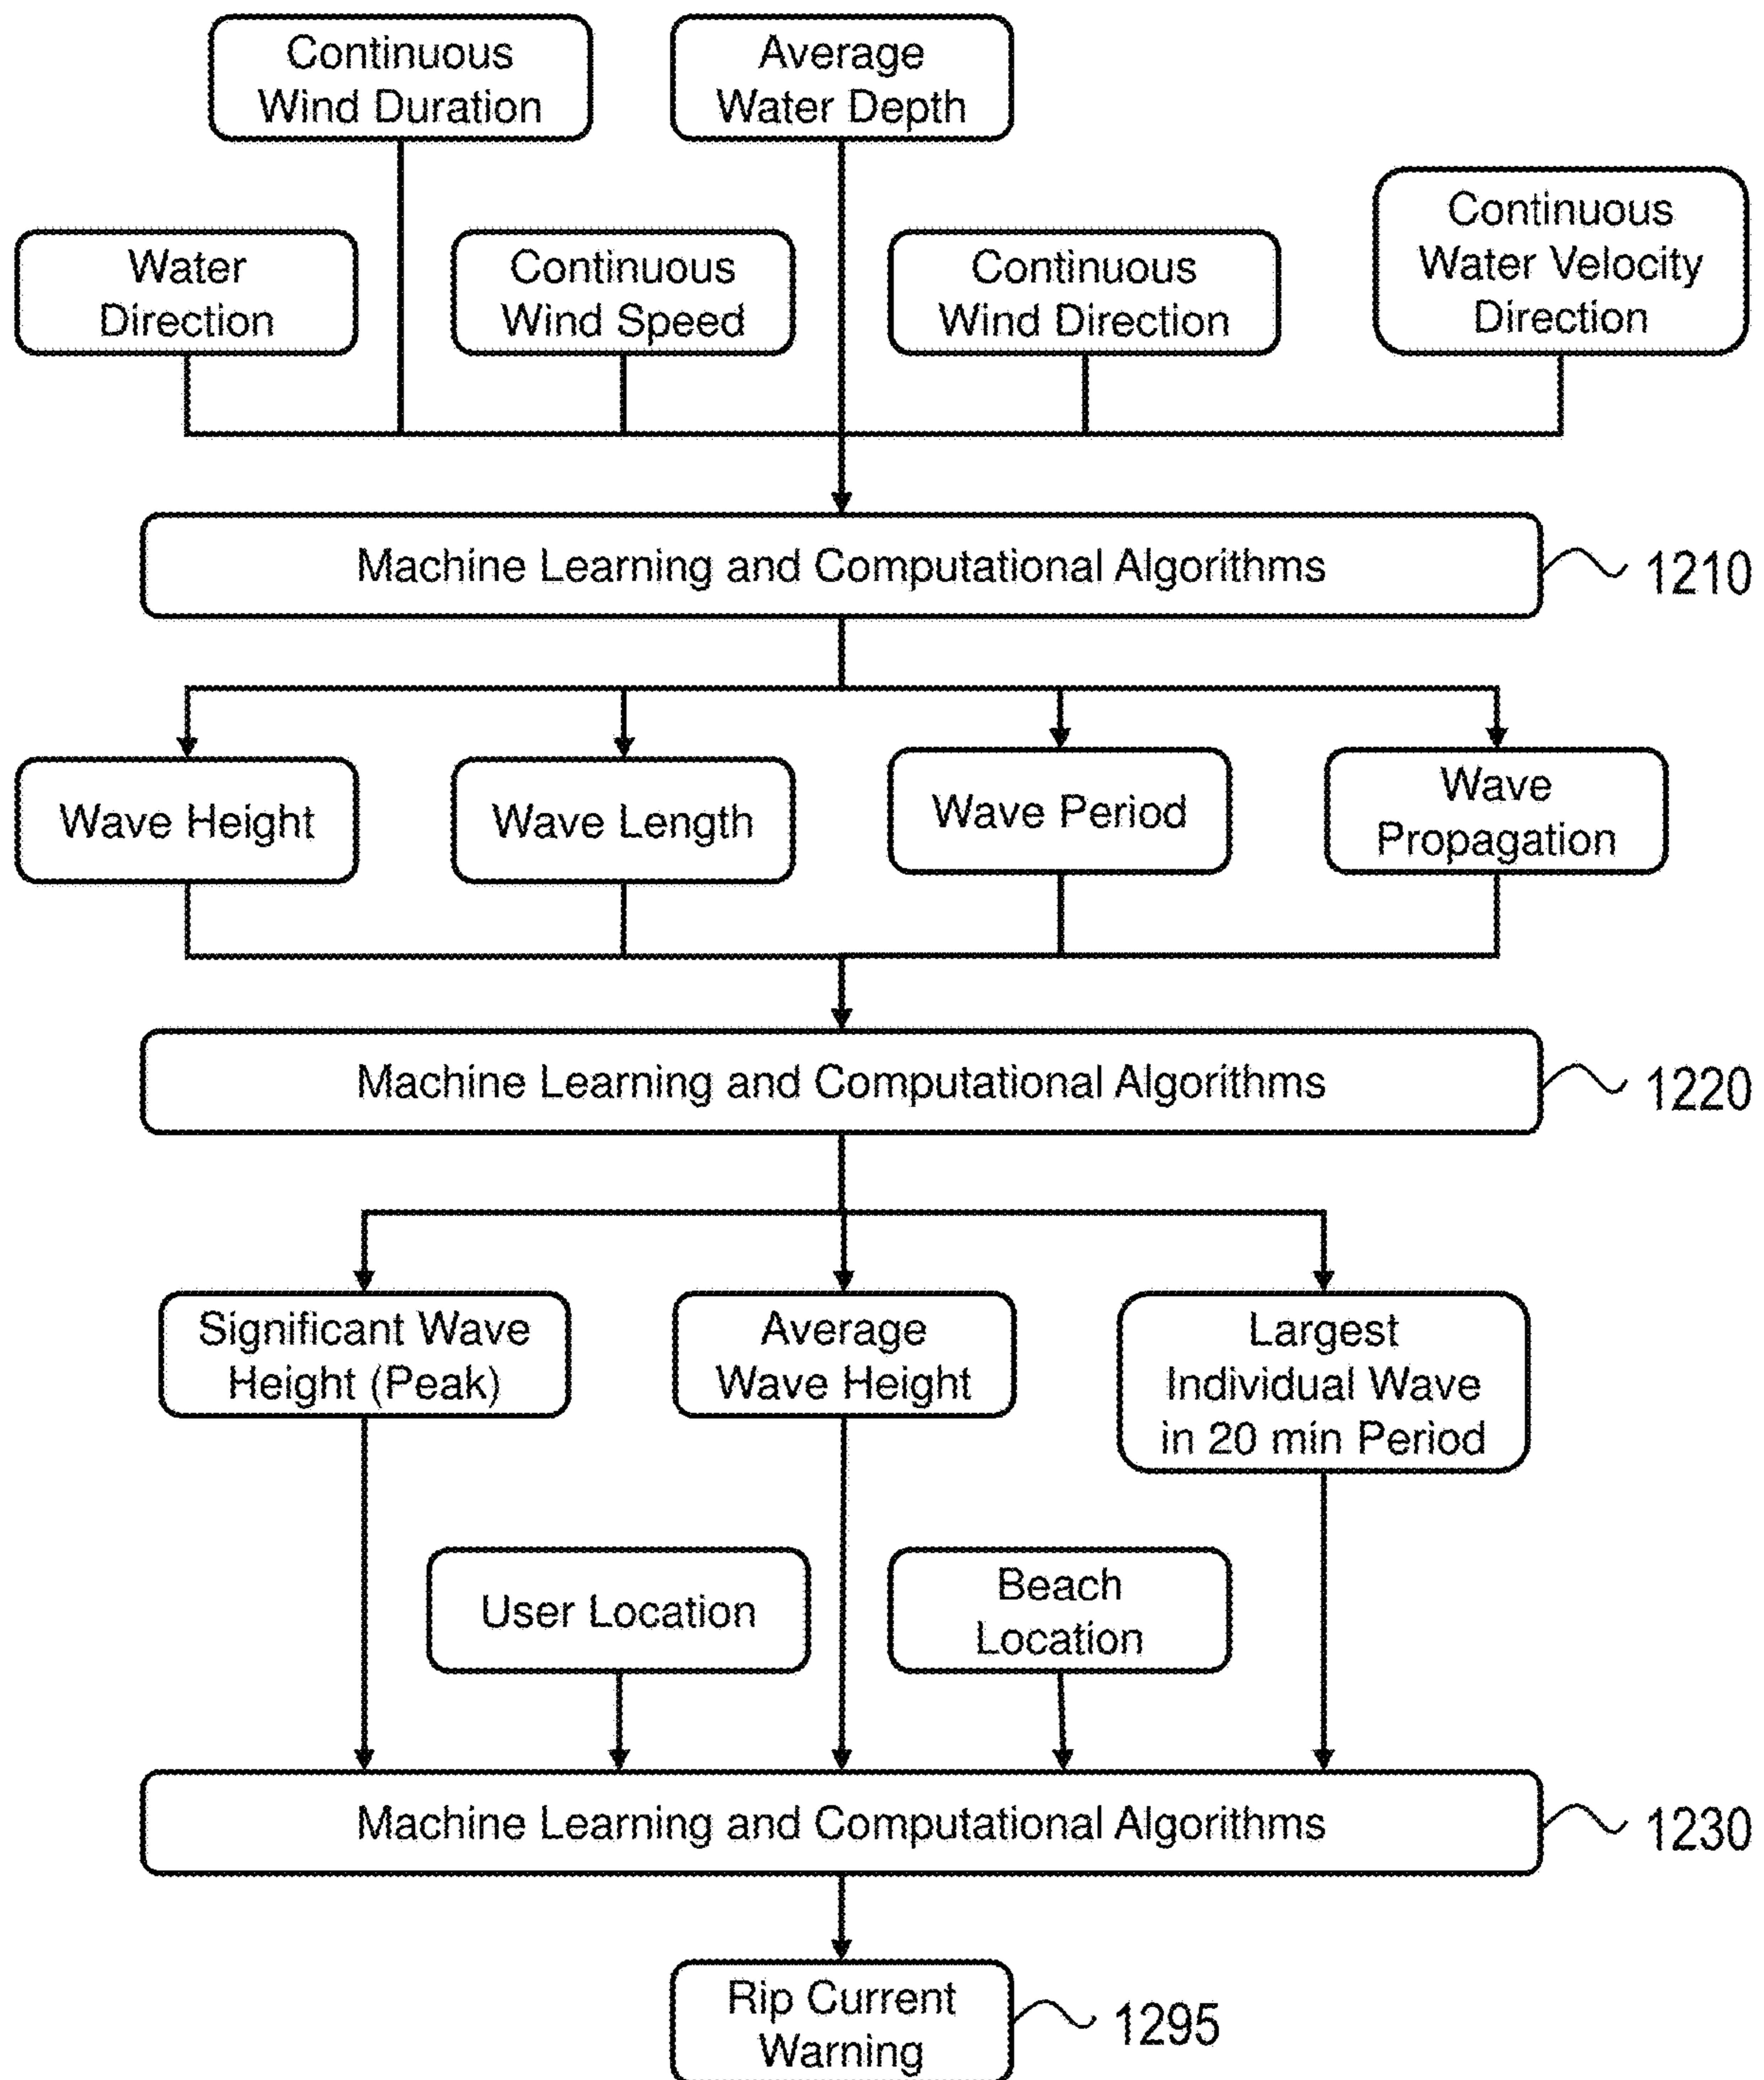 Continuous
Wind Duration
Average
Water Depth
Water
Direction
Continuous
Wind Speed
Continuous
Wind Direction
Continuous
Water Velocity
Direction
Machine Learning and Computational Algorithms
1210
Wave Height
Wave Length
Wave Period
Wave
Propagation
Machine Learning and Computational Algorithms
1220
Significant Wave
Height (Peak)
Average
Wave Height
Largest
Individual Wave
in 20 min Period
User Location
Beach
Location
Machine Learning and Computational Algorithms
1230
Rip Current
Warning
1295